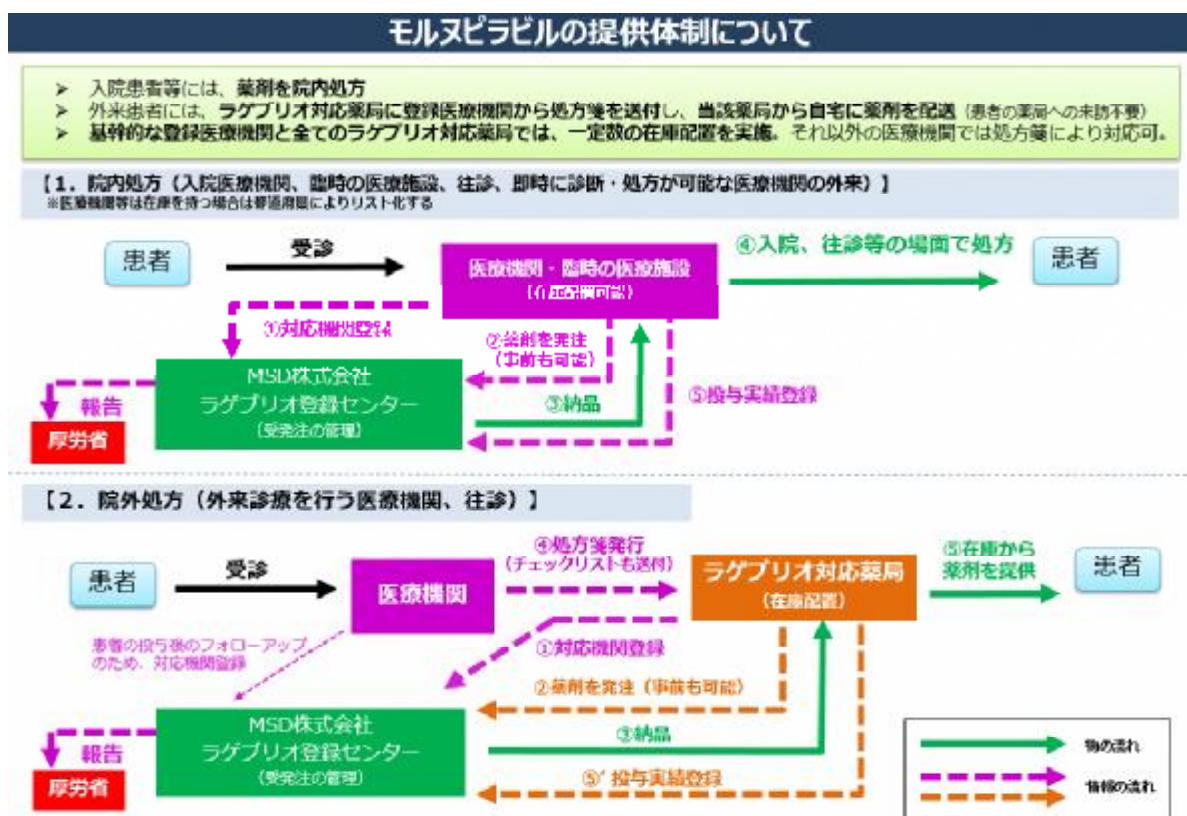 モルヌピラビルの提供体制について
➢ 入院患者等には、薬剤を院内処方
➢ 外来患者には、ラゲブリオ対応薬局に登録医療機関から処方箋を送付し、当該薬局から自宅に薬剤を配送（患者の薬局への来訪不要）
➢ 基幹的な登録医療機関と全てのラゲブリオ対応薬局では、一定数の在庫配置を実施。それ以外の医療機関では処方箋により対応可。
【１．院内処方（入院医療機関、臨時の医療施設、往診、即時に診断・処方が可能な医療機関の外来）】
※医療機関等は在庫を持つ場合は都道府県によりリスト化する
患者
受診
医療機関・臨時の医療施設
（在庫配置可能）
④入院、往診等の場面で処方
患者
①対応機関登録
②薬剤を発注
（事前も可能）
MSD株式会社
ラゲブリオ登録センター
（受発注の管理）
③納品
⑤投与実績登録
報告
厚労省
【２．院外処方（外来診療を行う医療機関、往診）】
患者
受診
医療機関
④処方箋発行
（チェックリストも送付）
ラゲブリオ対応薬局
（在庫配置）
⑤在庫から
薬剤を提供
患者
患者の投与後のフォローアップ
のため、対応機関登録
①対応機関登録
②薬剤を発注（事前も可能）
MSD株式会社
ラゲブリオ登録センター
（受発注の管理）
③納品
⑤’投与実績登録
報告
厚労省
物の流れ
情報の流れ